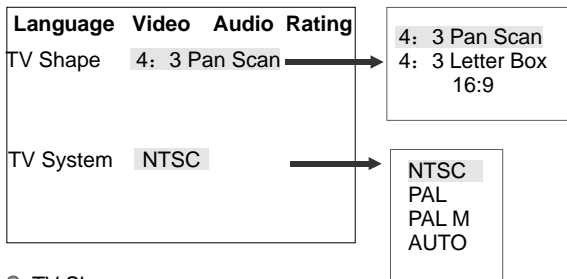 Language Video Audio Rating
TV Shape 4：3 Pan Scan
TV System NTSC
4：3 Pan Scan
4：3 Letter Box
16:9
NTSC
PAL
PAL M
AUTO